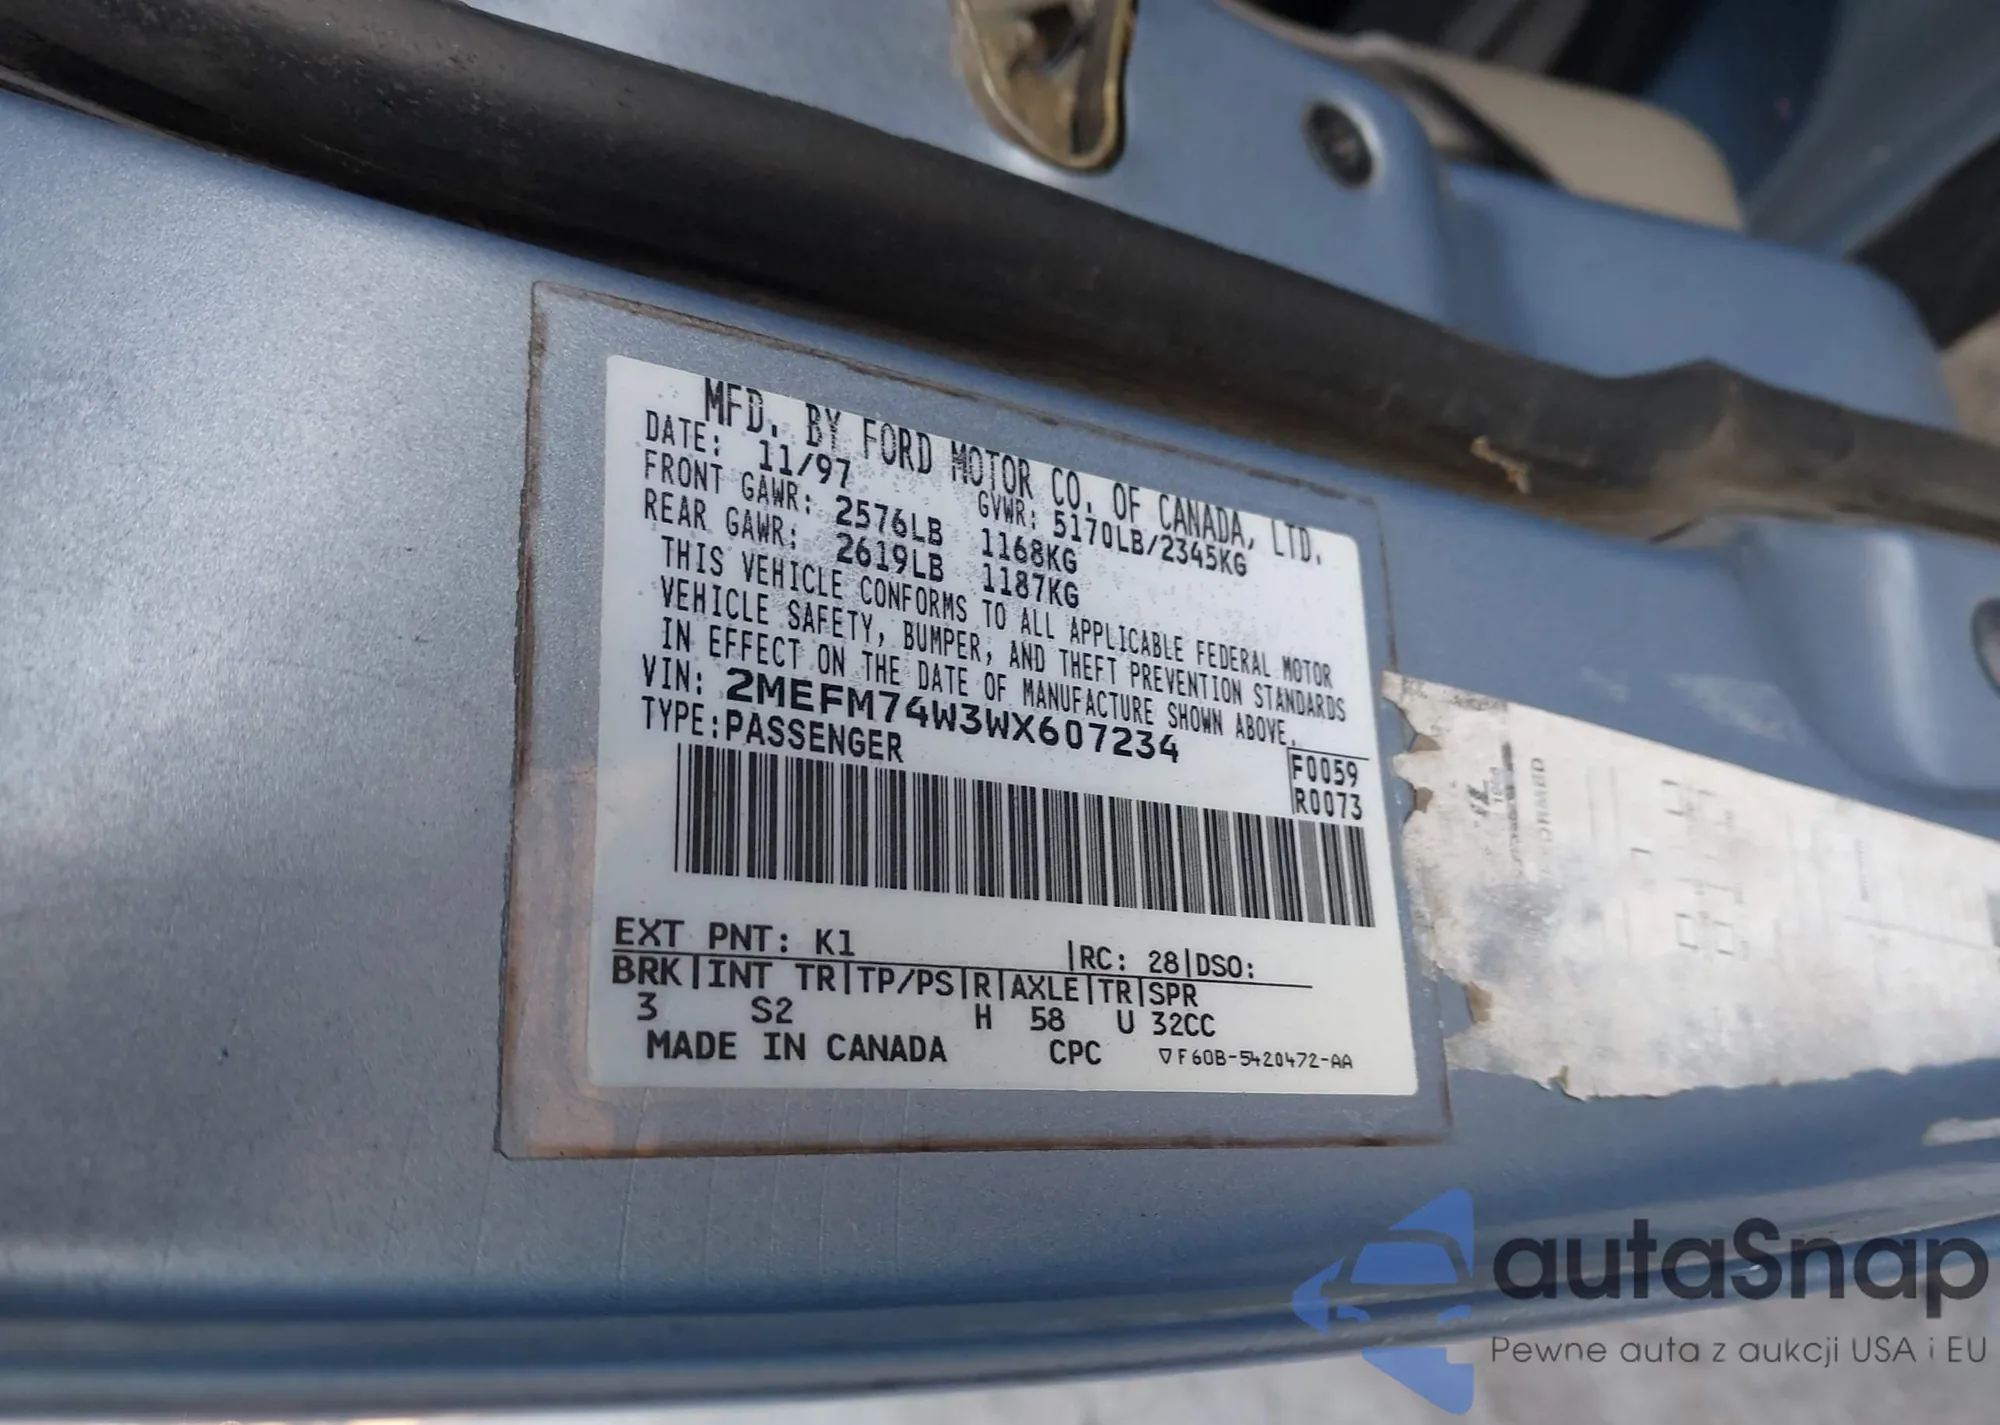 MFD. BY FORD MOTOR CO. OF CANADA, LTD.
DATE: 11/97 GVWR: 5170LB/2345KG
FRONT GAWR: 2576LB 1168KG
REAR GAWR: 2619LB 1187KG
THIS VEHICLE CONFORMS TO ALL APPLICABLE FEDERAL MOTOR
VEHICLE SAFETY, BUMPER, AND THEFT PREVENTION STANDARDS
IN EFFECT ON THE DATE OF MANUFACTURE SHOWN ABOVE.
VIN: 2MEFM74W3WX607234
TYPE: PASSENGER
F0059
R0073
EXT PNT: K1 |RC: 28|DSO:
BRK|INT TR|TP/PS|R|AXLE|TR|SPR
3 S2 H 58 U 32CC
MADE IN CANADA CPC ▽F60B-5420472-AA
autaSnap
Pewne auta z aukcji USA i EU